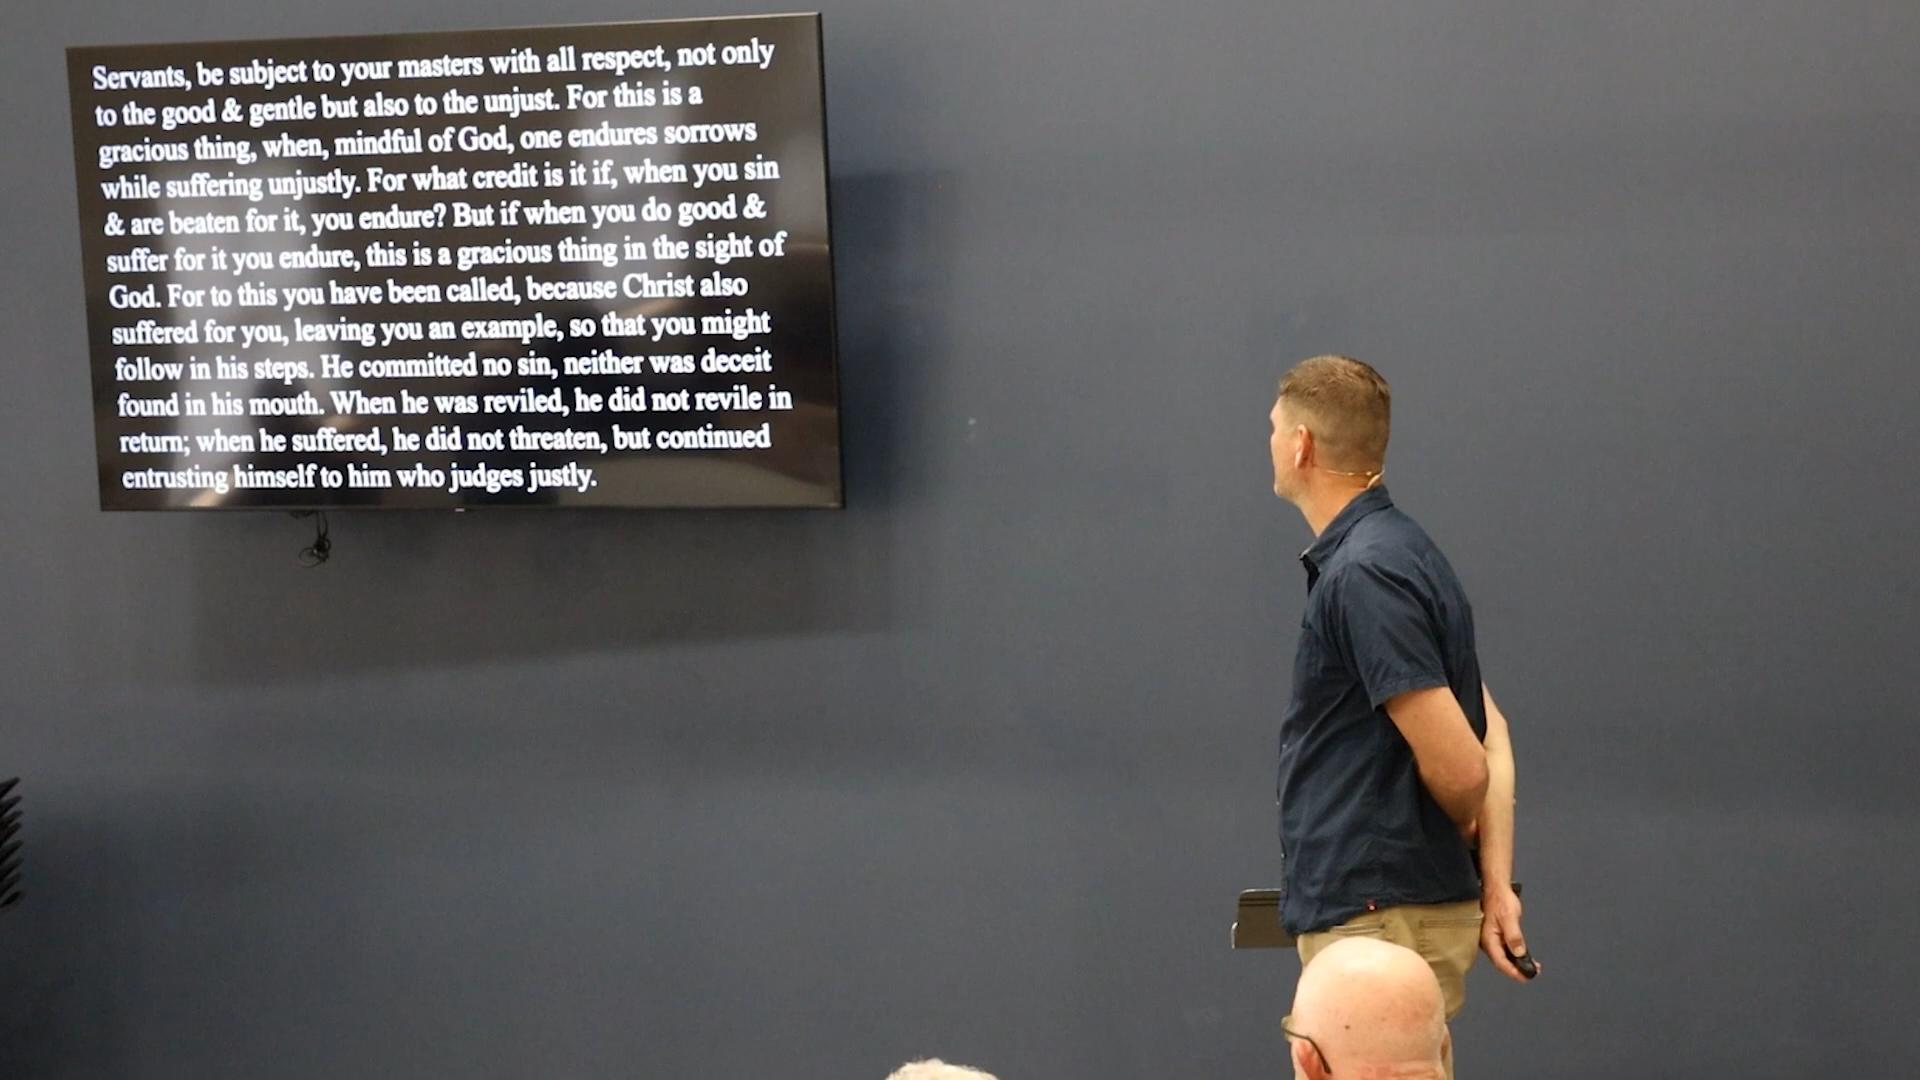 Servants, be subject to your masters with all respect, not only
to the good & gentle but also to the unjust. For this is a
gracious thing, when, mindful of God, one endures sorrows
while suffering unjustly. For what credit is it if, when you sin
& are beaten for it, you endure? But if when you do good &
suffer for it you endure, this is a gracious thing in the sight of
God. For to this you have been called, because Christ also
suffered for you, leaving you an example, so that you might
follow in his steps. He committed no sin, neither was deceit
found in his mouth. When he was reviled, he did not revile in
return; when he suffered, he did not threaten, but continued
entrusting himself to him who judges justly.